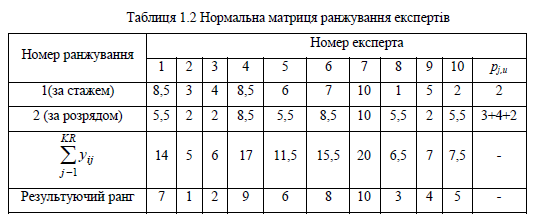 Таблиця 1.2 Нормальна матриця ранжування експертів
Номер ранжування Номер експерта
1 2 3 4 5 6 7 8 9 10 p_{j,u}
1(за стажем) 8,5 3 4 8,5 6 7 10 1 5 2 2
2 (за розрядом) 5,5 2 2 8,5 5,5 8,5 10 5,5 2 5,5 3+4+2
\sum_{j-1}^{KR} y_{ij} 14 5 6 17 11,5 15,5 20 6,5 7 7,5 -
Результуючий ранг 7 1 2 9 6 8 10 3 4 5 -